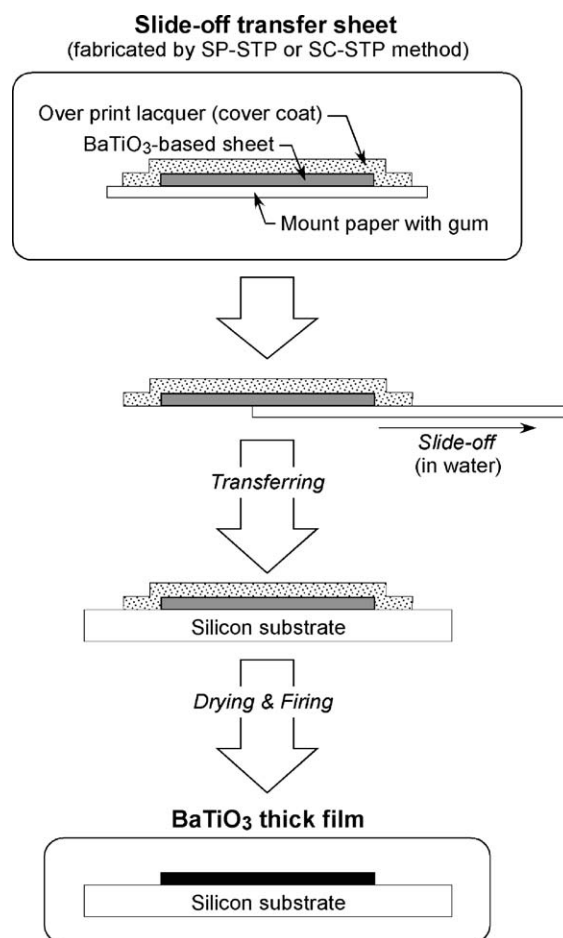 Slide-off transfer sheet
(fabricated by SP-STP or SC-STP method)
Over print lacquer (cover coat)
BaTiO₃-based sheet
Mount paper with gum
Slide-off
(in water)
Transferring
Silicon substrate
Drying & Firing
BaTiO₃ thick film
Silicon substrate